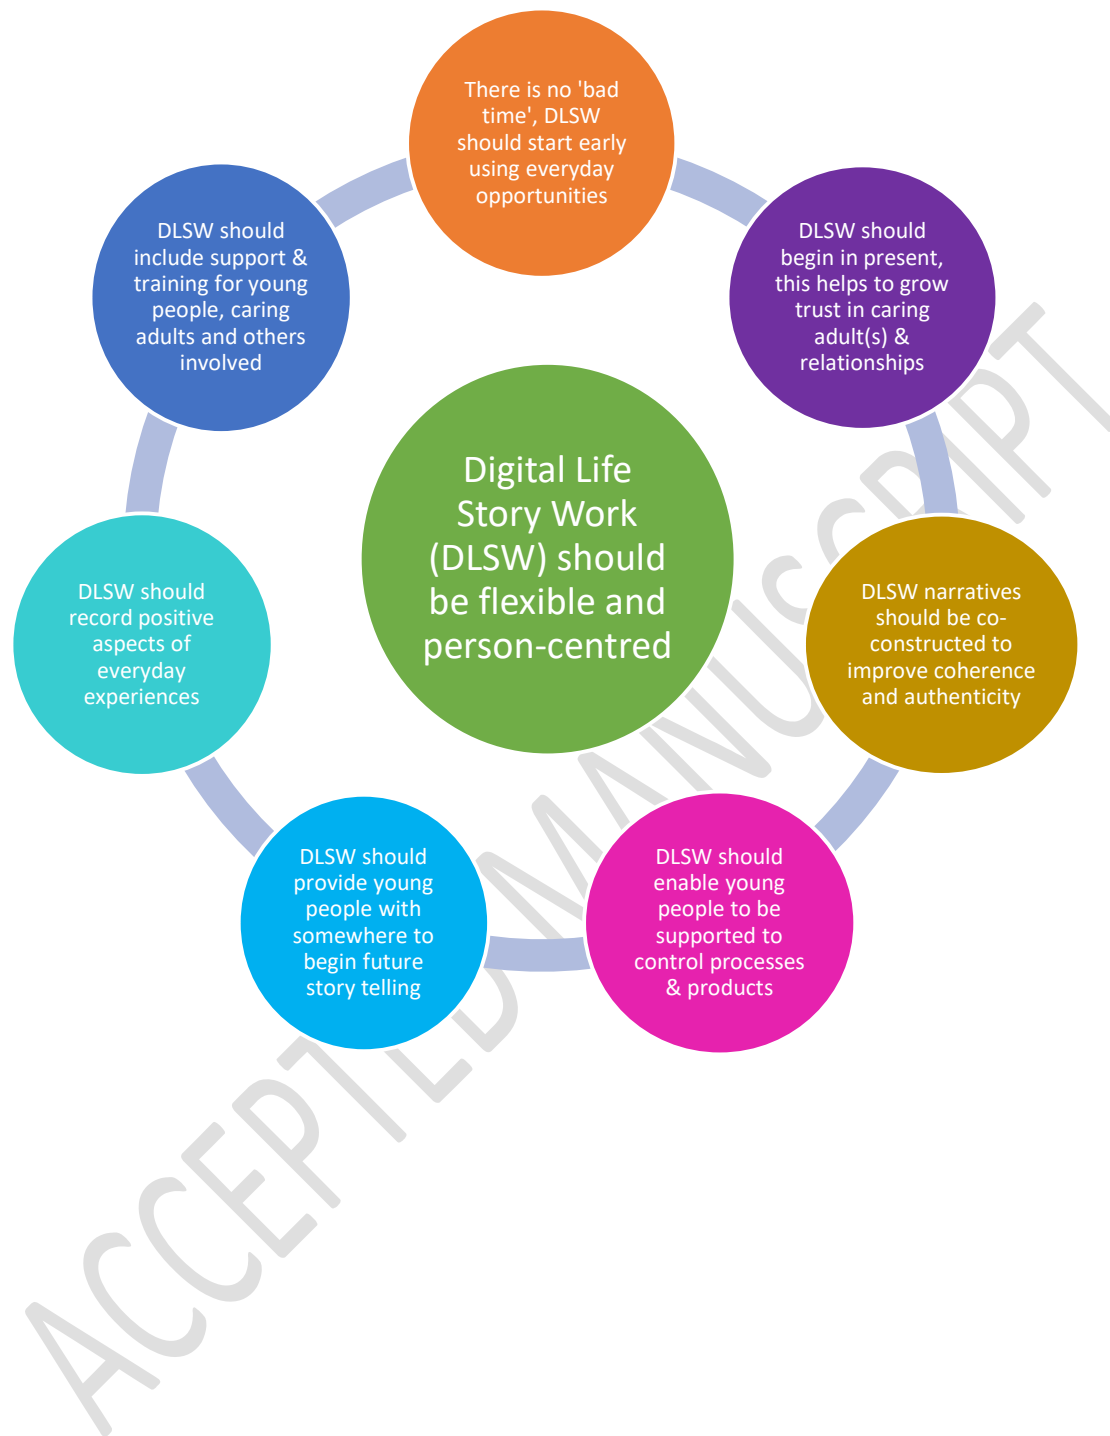 There is no 'bad
time', DLSW
should start early
using everyday
opportunities
DLSW should
begin in present,
this helps to grow
trust in caring
adult(s) &
relationships
DLSW narratives
should be co-
constructed to
improve coherence
and authenticity
DLSW should
enable young
people to be
supported to
control processes
& products
DLSW should
provide young
people with
somewhere to
begin future
story telling
DLSW should
record positive
aspects of
everyday
experiences
DLSW should
include support &
training for young
people, caring
adults and others
involved
Digital Life
Story Work
(DLSW) should
be flexible and
person-centred
ACCEPTED MANUSCRIPT